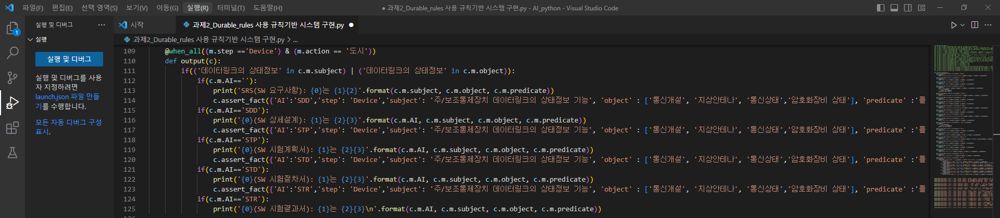 파일(F) 편집(E) 선택 영역(S) 보기(V) 이동(G) 실행(R) 터미널(T) 도움말(H)
● 과제2_Durable_rules 사용 규칙기반 시스템 구현.py - AI_python - Visual Studio Code
1
실행 및 디버그 ···
실행
실행 및 디버그
실행 및 디버그를 사용
자 지정하려면
launch.json 파일 만들
기를 수행합니다.
모든 자동 디버그 구성
표시.
시작
과제2_Durable_rules 사용 규칙기반 시스템 구현.py ●
과제2_Durable_rules 사용 규칙기반 시스템 구현.py > ...
109 @when_all((m.step =='Device') & (m.action == '도시'))
110 def output(c):
111 if(('데이터링크의 상태정보' in c.m.subject) | ('데이터링크의 상태정보' in c.m.object)):
112 if(c.m.AI==''):
113 print('SRS(SW 요구사항): {0}는 {1}{2}'.format(c.m.subject, c.m.object, c.m.predicate))
114 c.assert_fact({'AI':'SDD','step': 'Device','subject': '주/보조통제장치 데이터링크의 상태정보 기능', 'object' : ['통신개설', '지상안테나', '통신상태','암호화장비 상태'], 'predicate' :'를
115 if(c.m.AI=='SDD'):
116 print('{0}(SW 상세설계): {1}는 {2}{3}'.format(c.m.AI, c.m.subject, c.m.object, c.m.predicate))
117 c.assert_fact({'AI':'STP','step': 'Device','subject': '주/보조통제장치 데이터링크의 상태정보 기능', 'object' : ['통신개설', '지상안테나', '통신상태','암호화장비 상태'], 'predicate' :'를
118 if(c.m.AI=='STP'):
119 print('{0}(SW 시험계획서): {1}는 {2}{3}'.format(c.m.AI, c.m.subject, c.m.object, c.m.predicate))
120 c.assert_fact({'AI':'STD','step': 'Device','subject': '주/보조통제장치 데이터링크의 상태정보 기능', 'object' : ['통신개설', '지상안테나', '통신상태','암호화장비 상태'], 'predicate' :'를
121 if(c.m.AI=='STD'):
122 print('{0}(SW 시험절차서): {1}는 {2}{3}'.format(c.m.AI, c.m.subject, c.m.object, c.m.predicate))
123 c.assert_fact({'AI':'STR','step': 'Device','subject': '주/보조통제장치 데이터링크의 상태정보 기능', 'object' : ['통신개설', '지상안테나', '통신상태','암호화장비 상태'], 'predicate' :'를
124 if(c.m.AI=='STR'):
125 print('{0}(SW 시험결과서): {1}는 {2}{3}\n'.format(c.m.AI, c.m.subject, c.m.object, c.m.predicate))